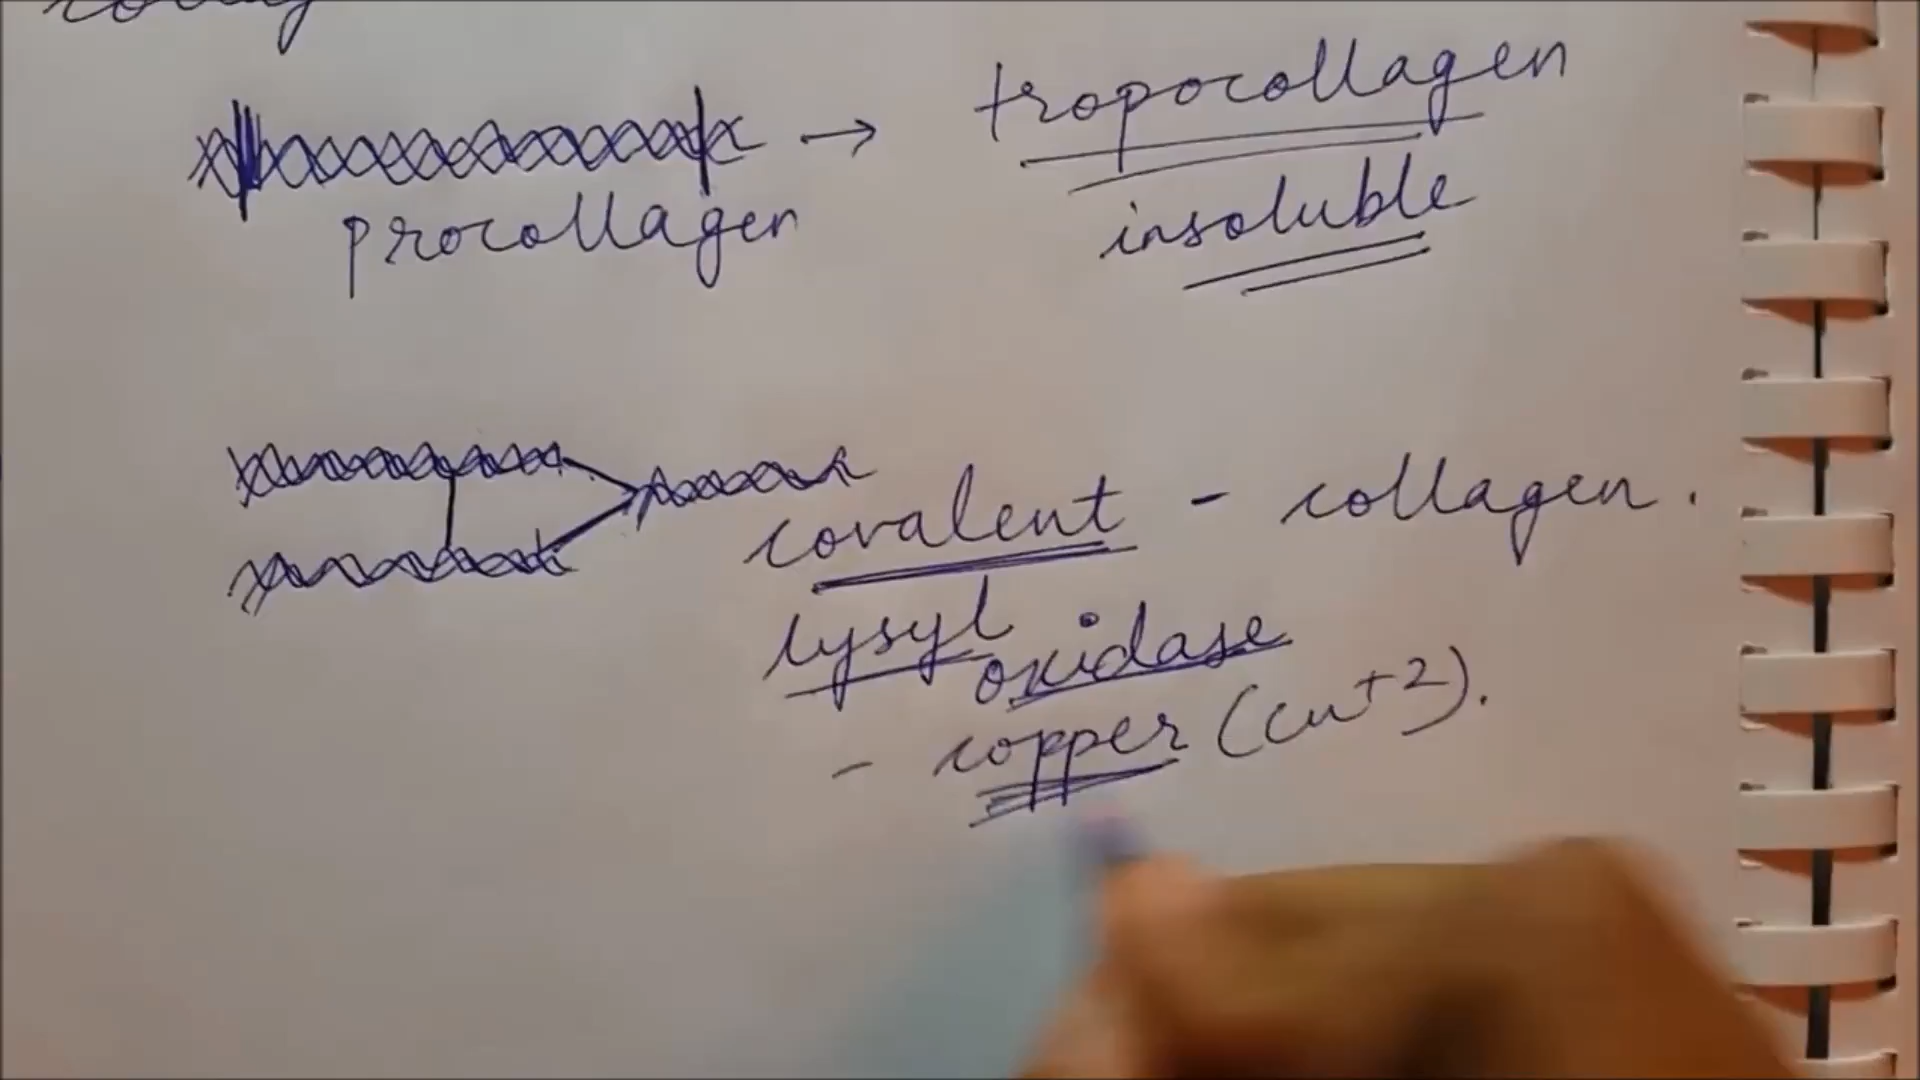 → tropocollagen
procollagen insoluble
covalent - collagen.
lysyl
oxidase
- copper (cu+2).